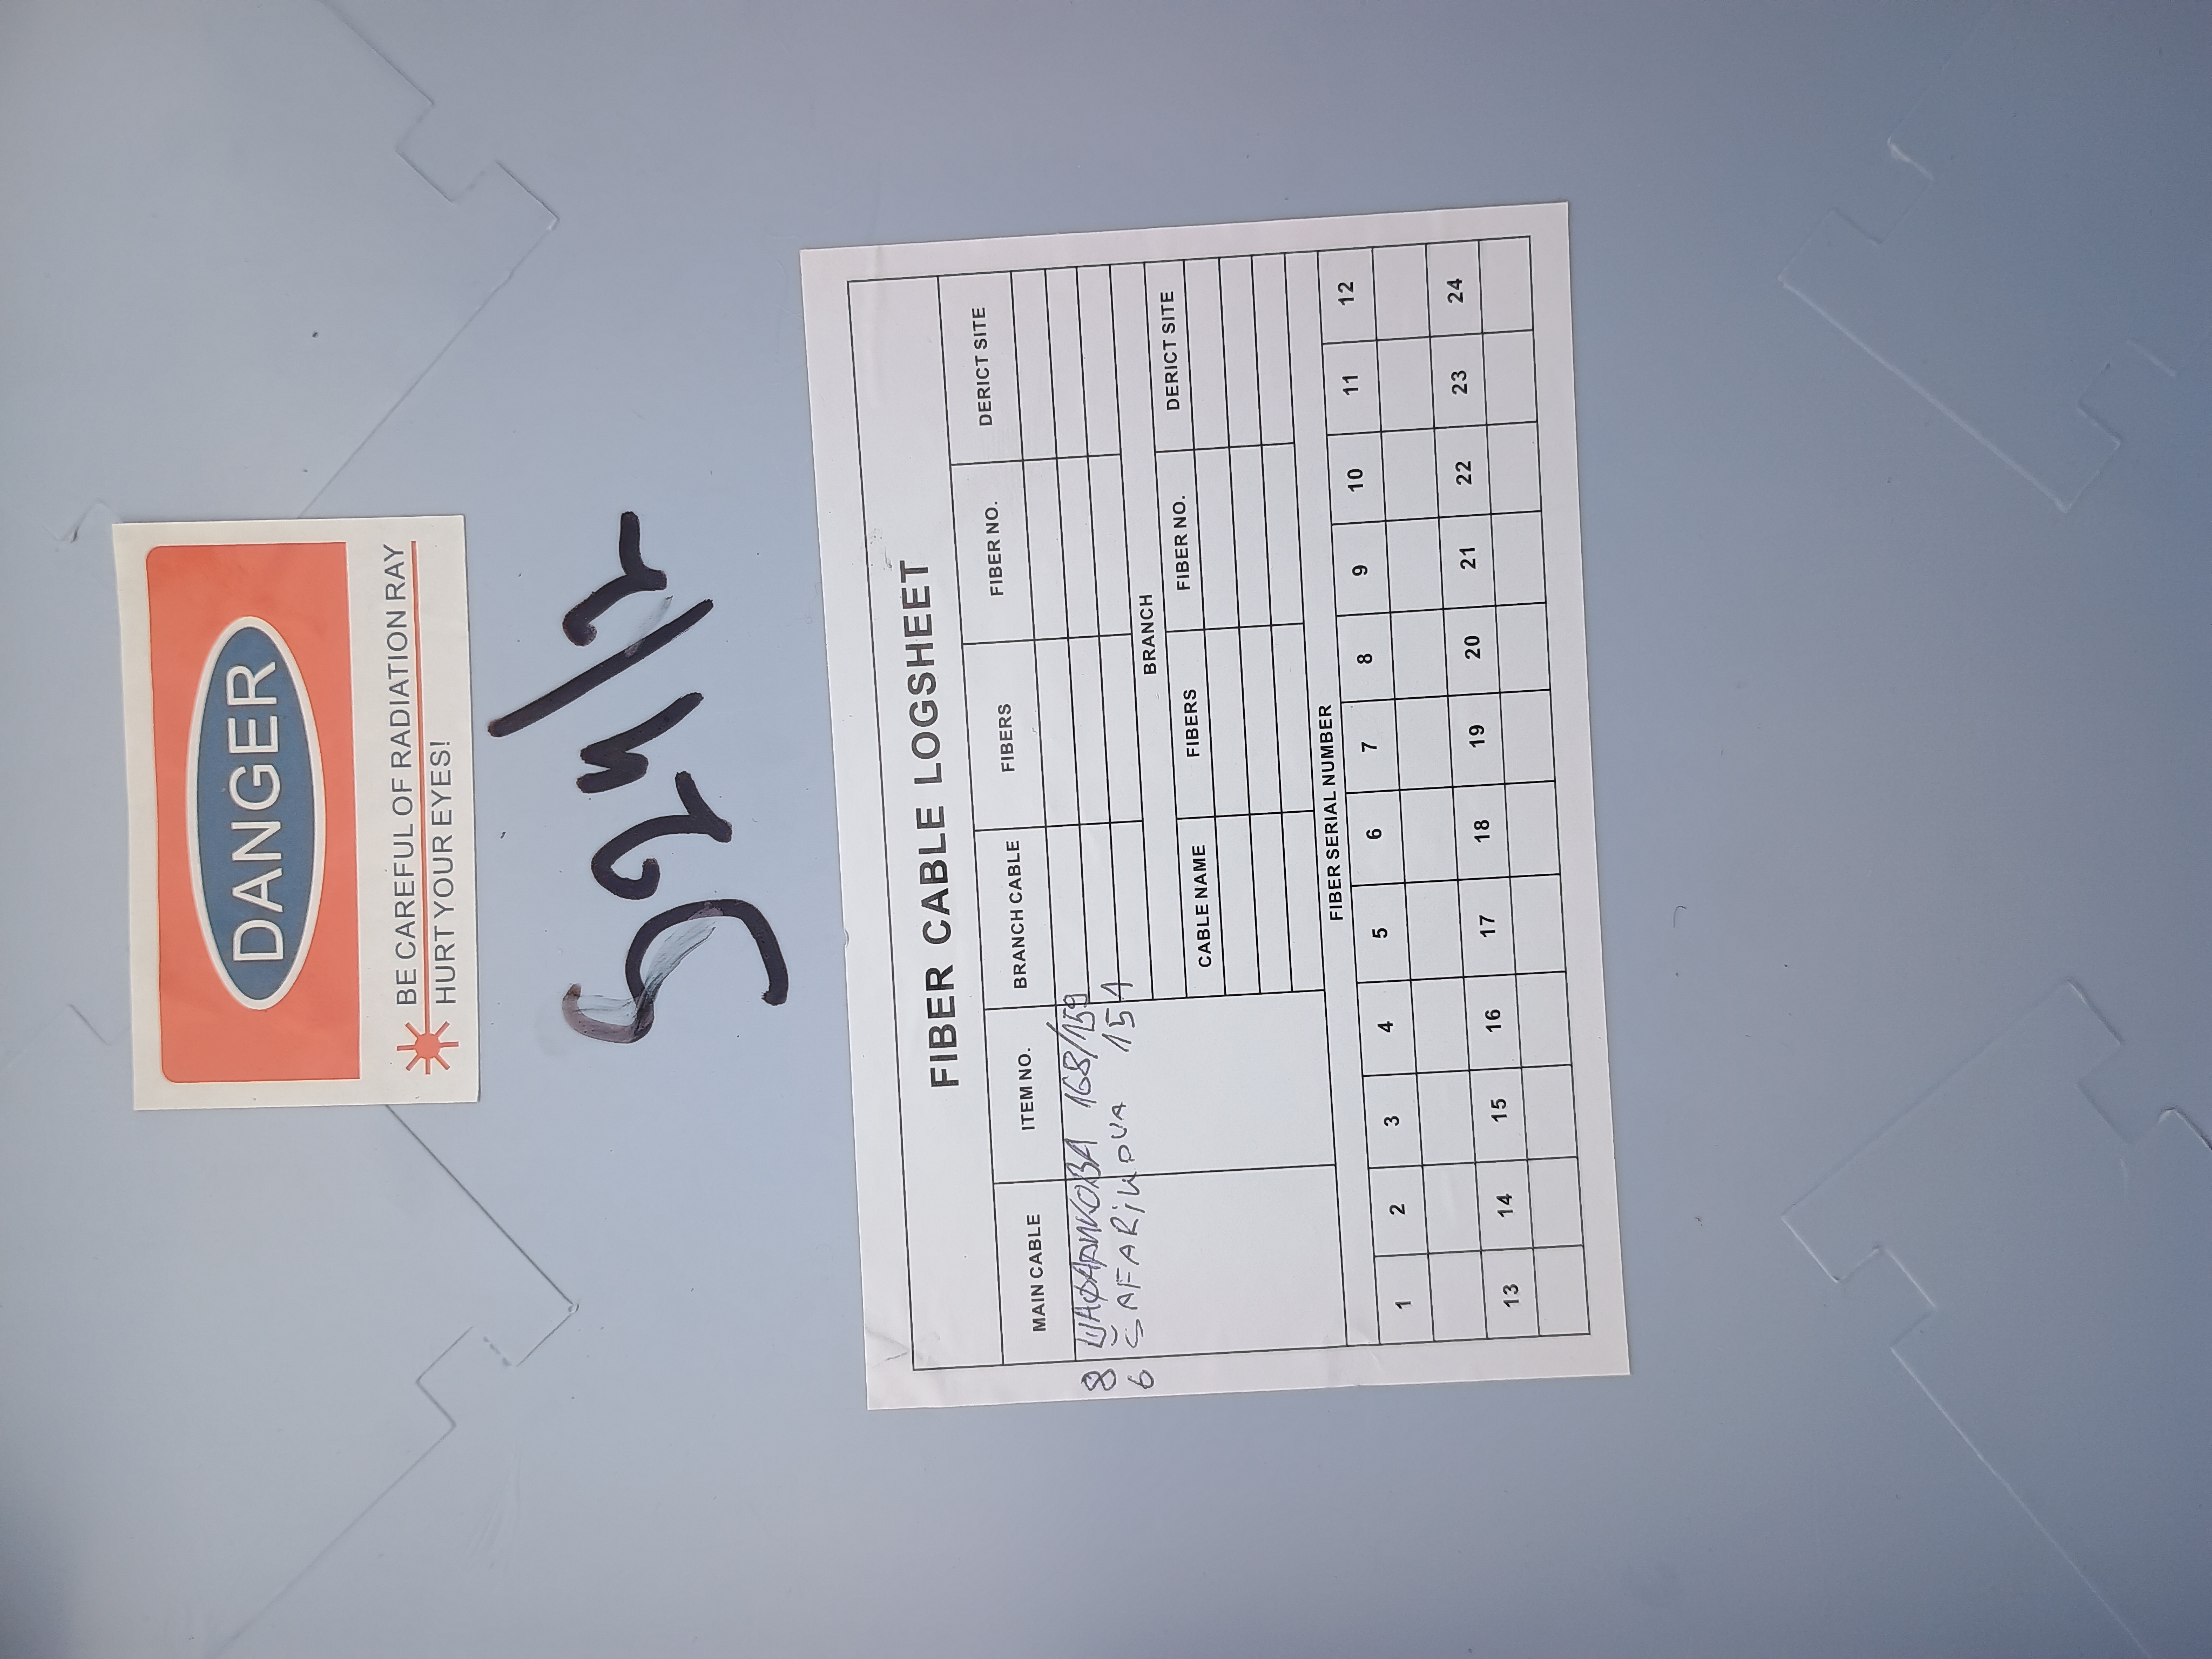 DANGER
BE CAREFUL OF RADIATION RAY
HURT YOUR EYES!
FIBER CABLE LOGSHEET
MAIN CABLE ITEM NO. BRANCH CABLE FIBERS FIBER NO. DERICT SITE
8 ШАФАРИКОВА 168/159
6 ŠAFARiKOVA 151
BRANCH
CABLE NAME FIBERS FIBER NO. DERICT SITE
FIBER SERIAL NUMBER
1 2 3 4 5 6 7 8 9 10 11 12
13 14 15 16 17 18 19 20 21 22 23 24